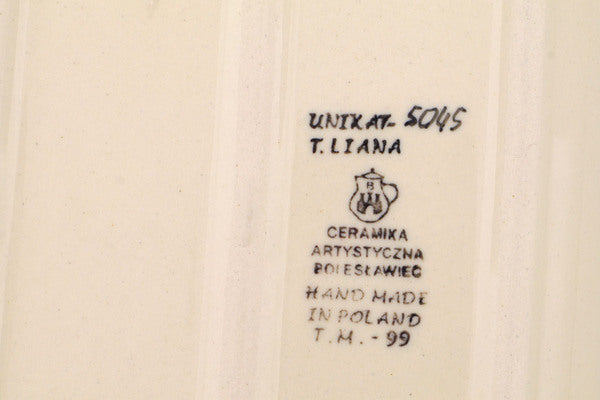 UNIKAT-5045
T. LIANA
B
CERAMIKA
ARTYSTYCZNA
BOLESŁAWIEC
HAND MADE
IN POLAND
T.M.-99